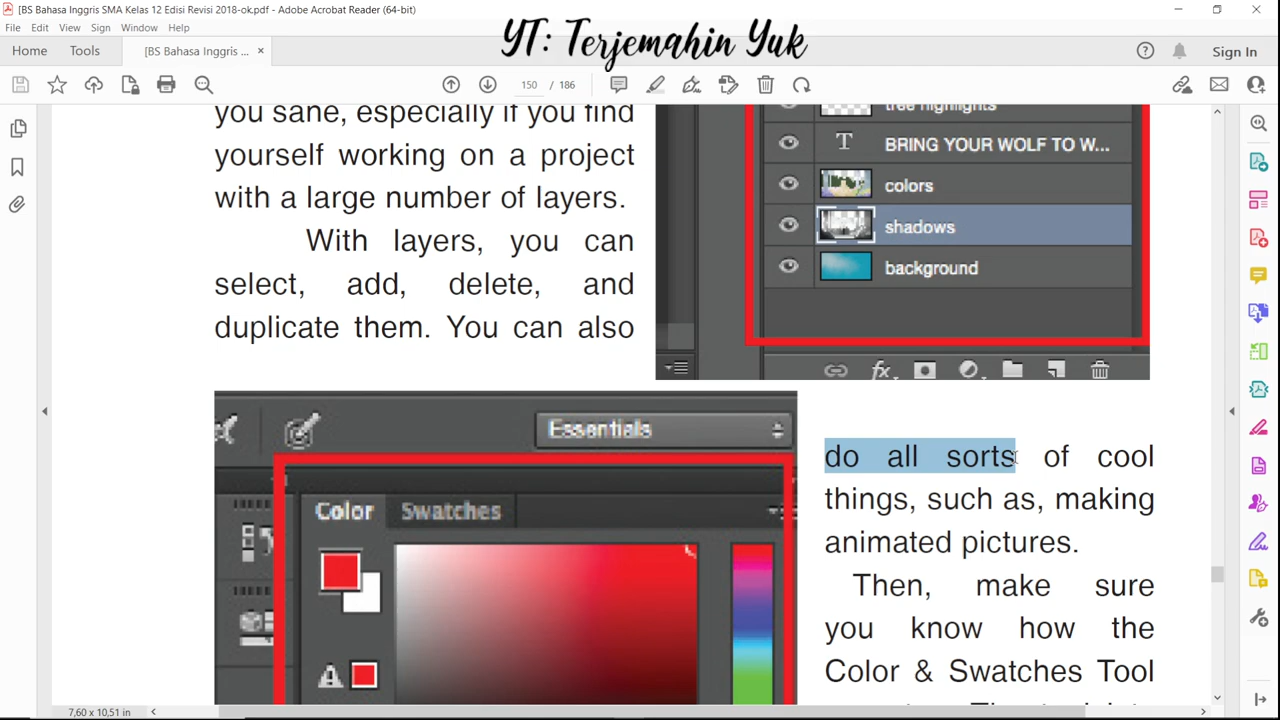 [BS Bahasa Inggris SMA Kelas 12 Edisi Revisi 2018-ok.pdf - Adobe Acrobat Reader (64-bit)
YT: Terjemahin Yuk
File Edit View Sign Window Help
Home Tools [BS Bahasa Inggris ... × Sign In
150 / 186
you sane, especially if you find
yourself working on a project
with a large number of layers.
With layers, you can
select, add, delete, and
duplicate them. You can also
tree highlights
T BRING YOUR WOLF TO W...
colors
shadows
background
fx
Essentials
Color Swatches
do all sorts of cool
things, such as, making
animated pictures.
Then, make sure
you know how the
Color & Swatches Tool
7,60 x 10,51 in